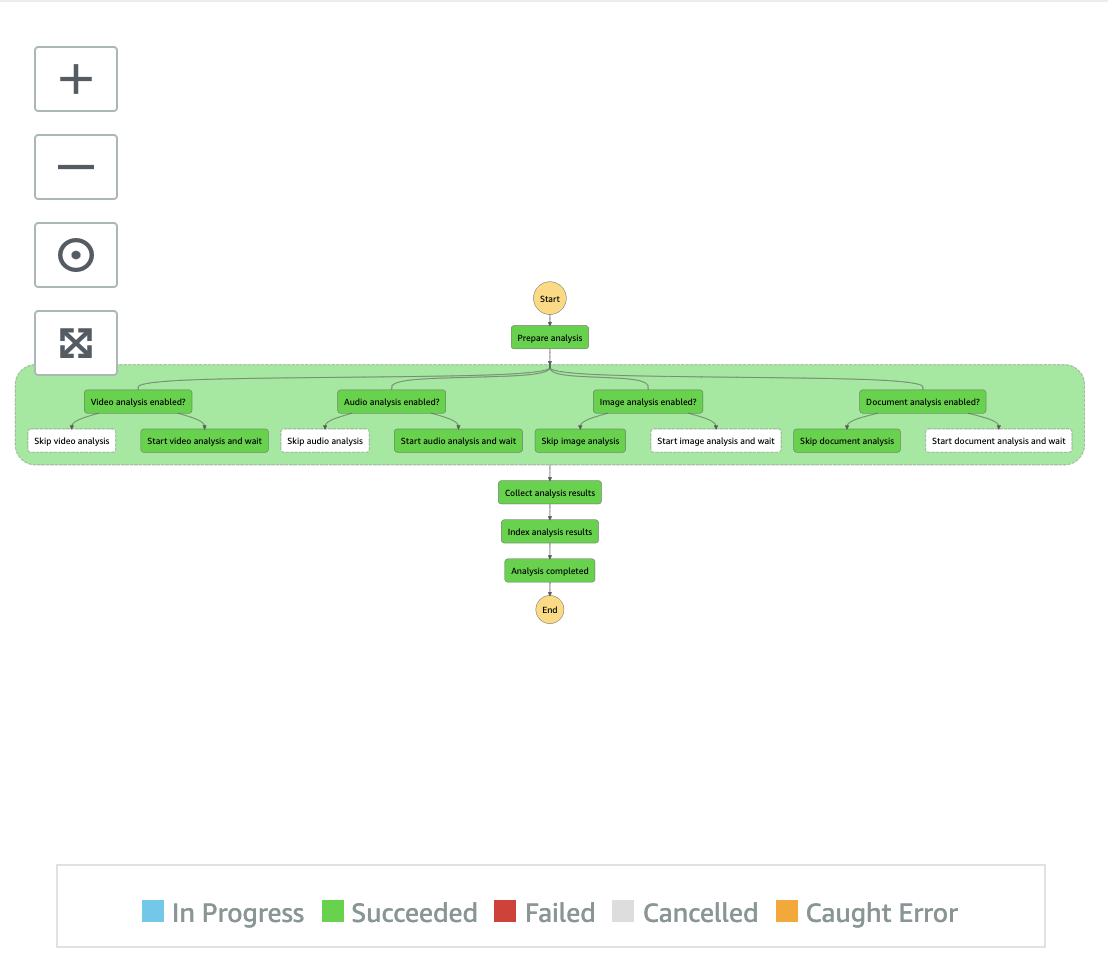 Start
Prepare analysis
Video analysis enabled?
Audio analysis enabled?
Image analysis enabled?
Document analysis enabled?
Skip video analysis
Start video analysis and wait
Skip audio analysis
Start audio analysis and wait
Skip image analysis
Start image analysis and wait
Skip document analysis
Start document analysis and wait
Collect analysis results
Index analysis results
Analysis completed
End
In Progress
Succeeded
Failed
Cancelled
Caught Error